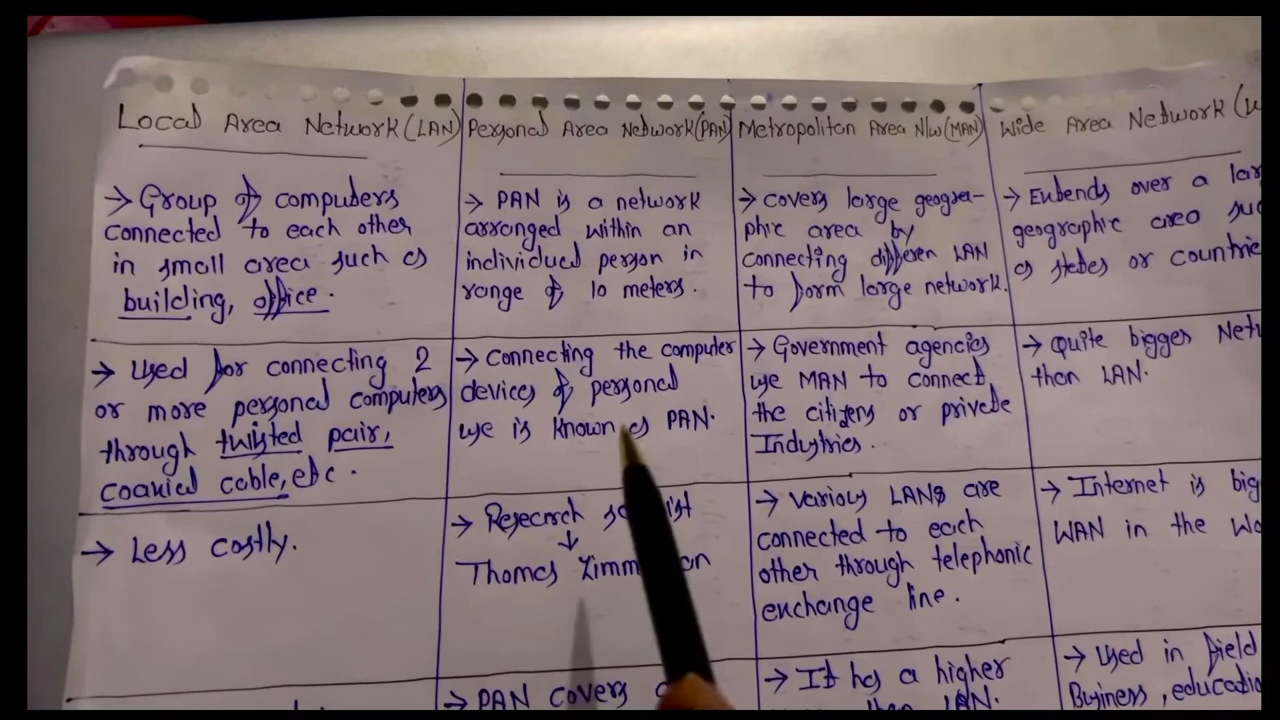 Local Area Network(LAN)
Personal Area Network(PAN)
Metropolitan Area N/w(MAN)
Wide Area Network
→ Group of computers
connected to each other
in small area such as
building, office.
→ PAN is a network
arranged within an
individual person in
range of 10 meters.
→ covers large geogra-
phic area by
connecting differen LAN
to form large network.
→ Extends over a
geographic area
as states or
→ Used for connecting 2
or more personal computers
through twisted pair,
coaxial cable, etc.
→ Connecting the computer
devices of personal
use is known as PAN.
→ Government agencies
use MAN to connect
the citizens or private
Industries.
→ Quite bigger
than LAN.
→ Less costly.
→ Research
↓
Thomas
→ Various LANs are
connected to each
other through telephonic
exchange line.
→ Internet is
WAN in the
→ PAN covers
→ It has a higher
than LAN.
→ Used in field
Business,